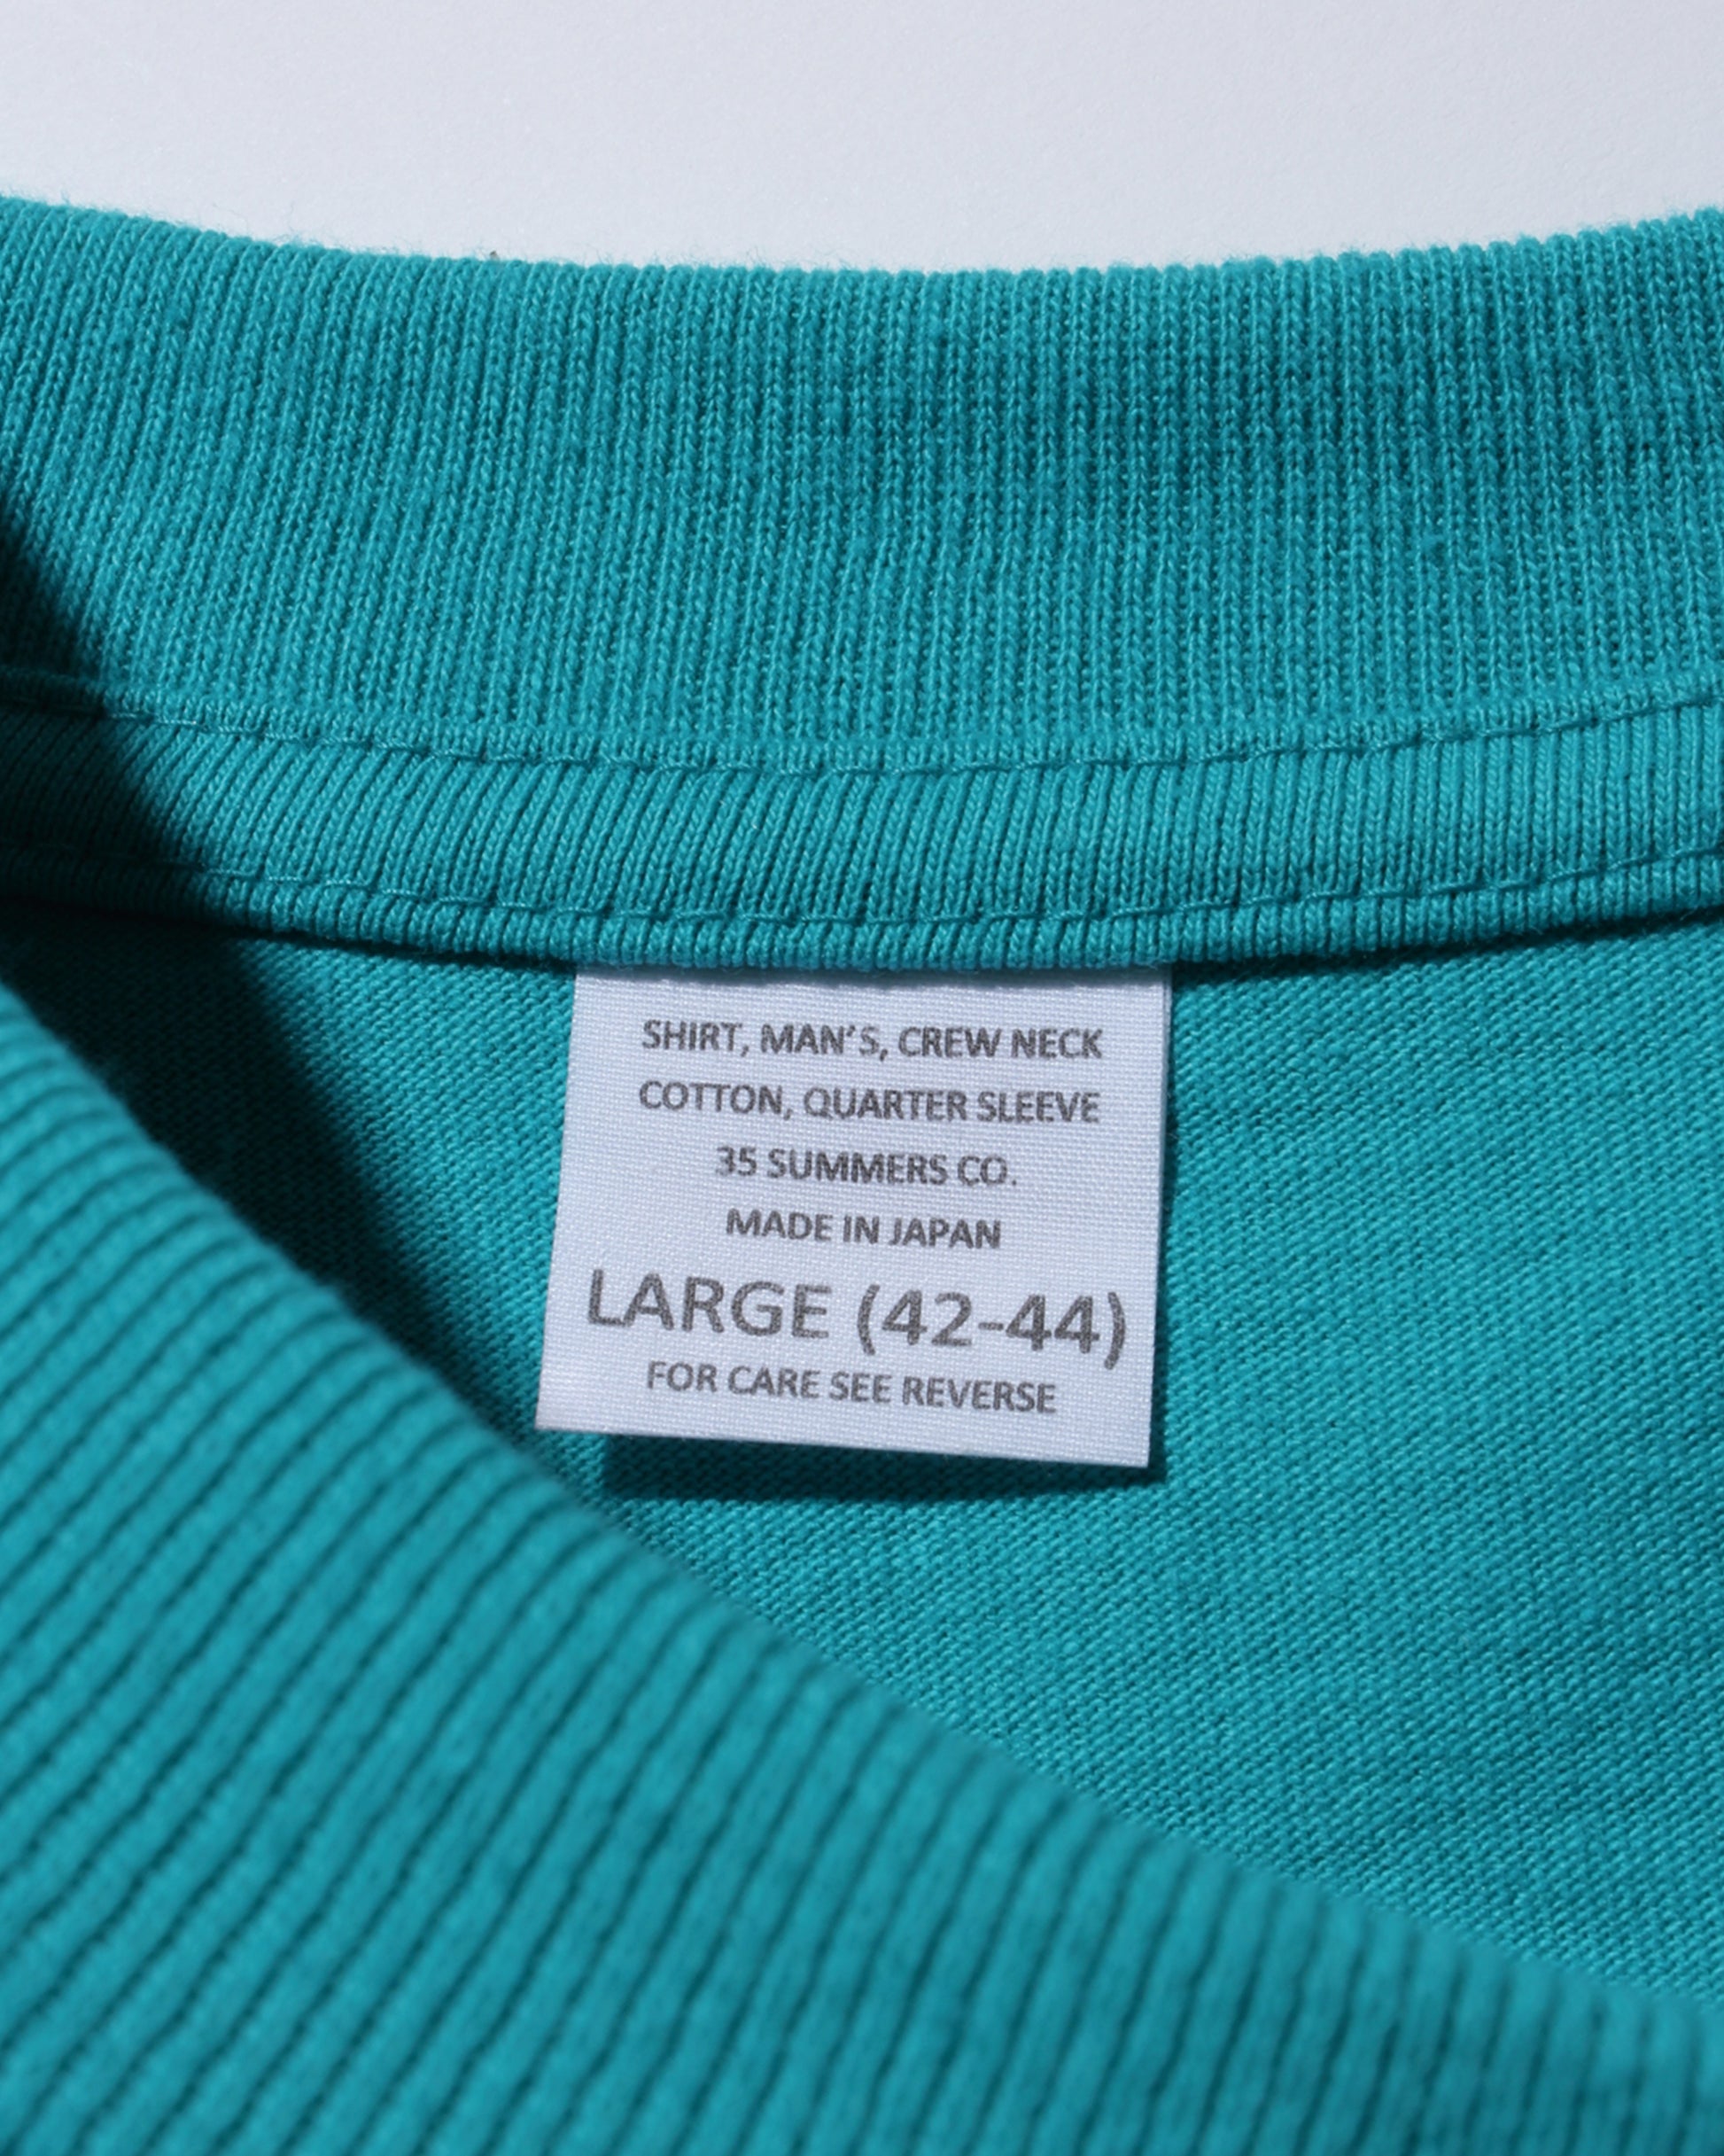 SHIRT, MAN'S, CREW NECK
COTTON, QUARTER SLEEVE
35 SUMMERS CO.
MADE IN JAPAN
LARGE (42-44)
FOR CARE SEE REVERSE